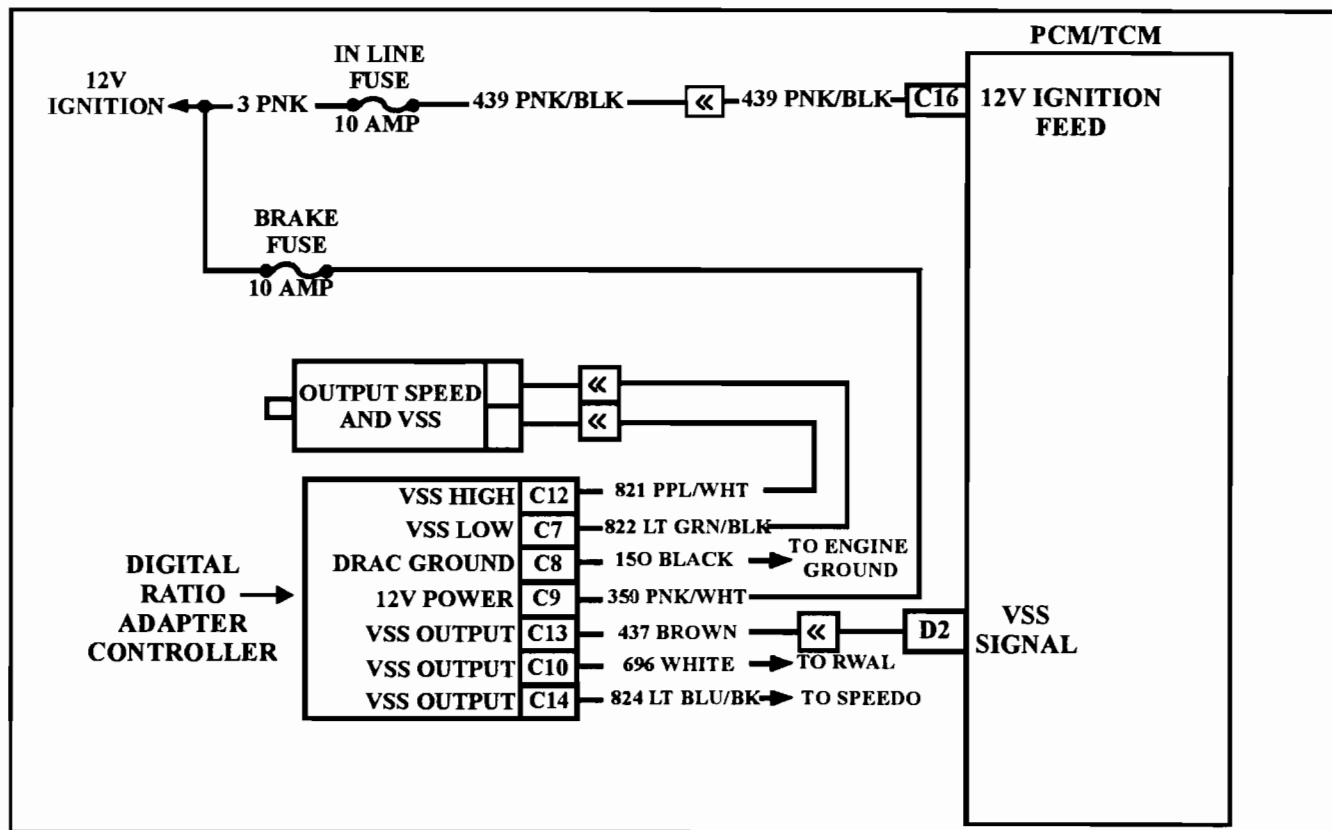 PCM/TCM
12V
IGNITION
3 PNK
IN LINE
FUSE
10 AMP
439 PNK/BLK
«
439 PNK/BLK
C16
12V IGNITION
FEED
BRAKE
FUSE
10 AMP
OUTPUT SPEED
AND VSS
«
«
DIGITAL
RATIO
ADAPTER
CONTROLLER
VSS HIGH C12 821 PPL/WHT
VSS LOW C7 822 LT GRN/BLK
DRAC GROUND C8 150 BLACK TO ENGINE
GROUND
12V POWER C9 350 PNK/WHT
VSS OUTPUT C13 437 BROWN « D2 VSS
SIGNAL
VSS OUTPUT C10 696 WHITE TO RWAL
VSS OUTPUT C14 824 LT BLU/BK TO SPEEDO